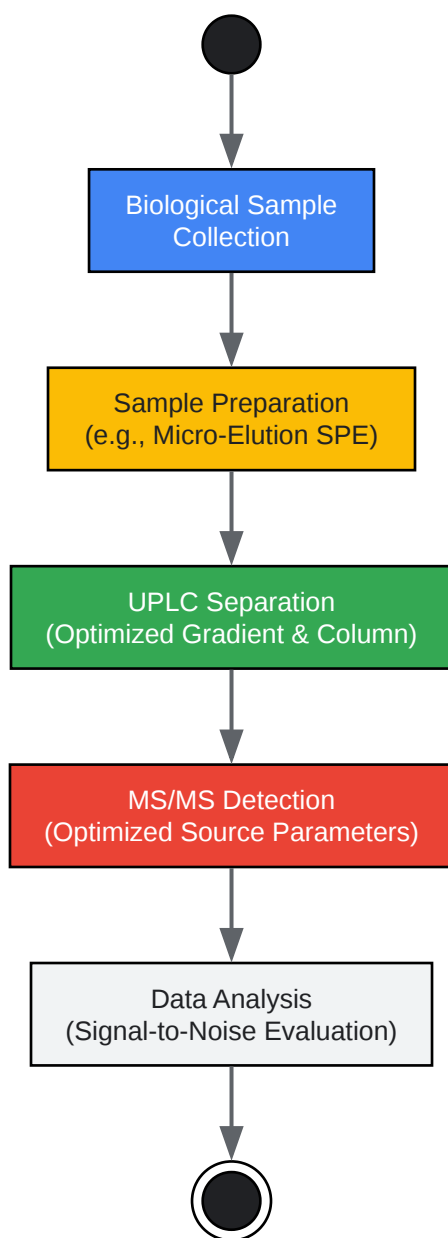 Biological Sample
Collection
Sample Preparation
(e.g., Micro-Elution SPE)
UPLC Separation
(Optimized Gradient & Column)
MS/MS Detection
(Optimized Source Parameters)
Data Analysis
(Signal-to-Noise Evaluation)